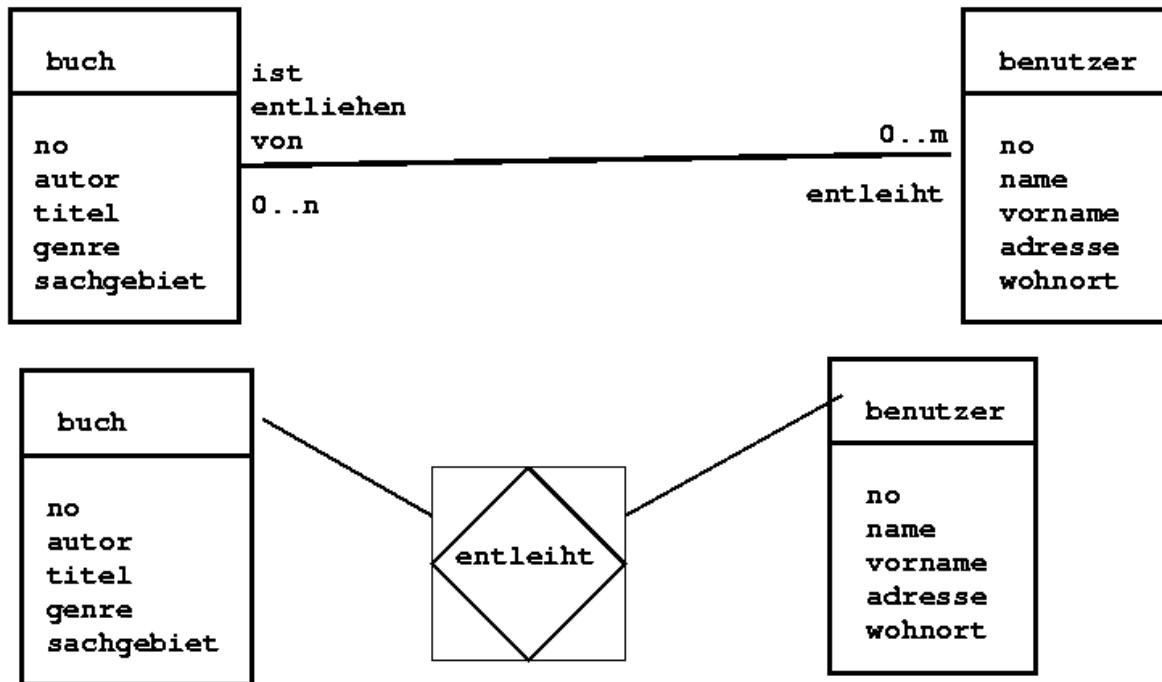 buch
no
autor
titel
genre
sachgebiet
ist
entliehen
von
0..n
0..m
entleiht
benutzer
no
name
vorname
adresse
wohnort
buch
no
autor
titel
genre
sachgebiet
entleiht
benutzer
no
name
vorname
adresse
wohnort